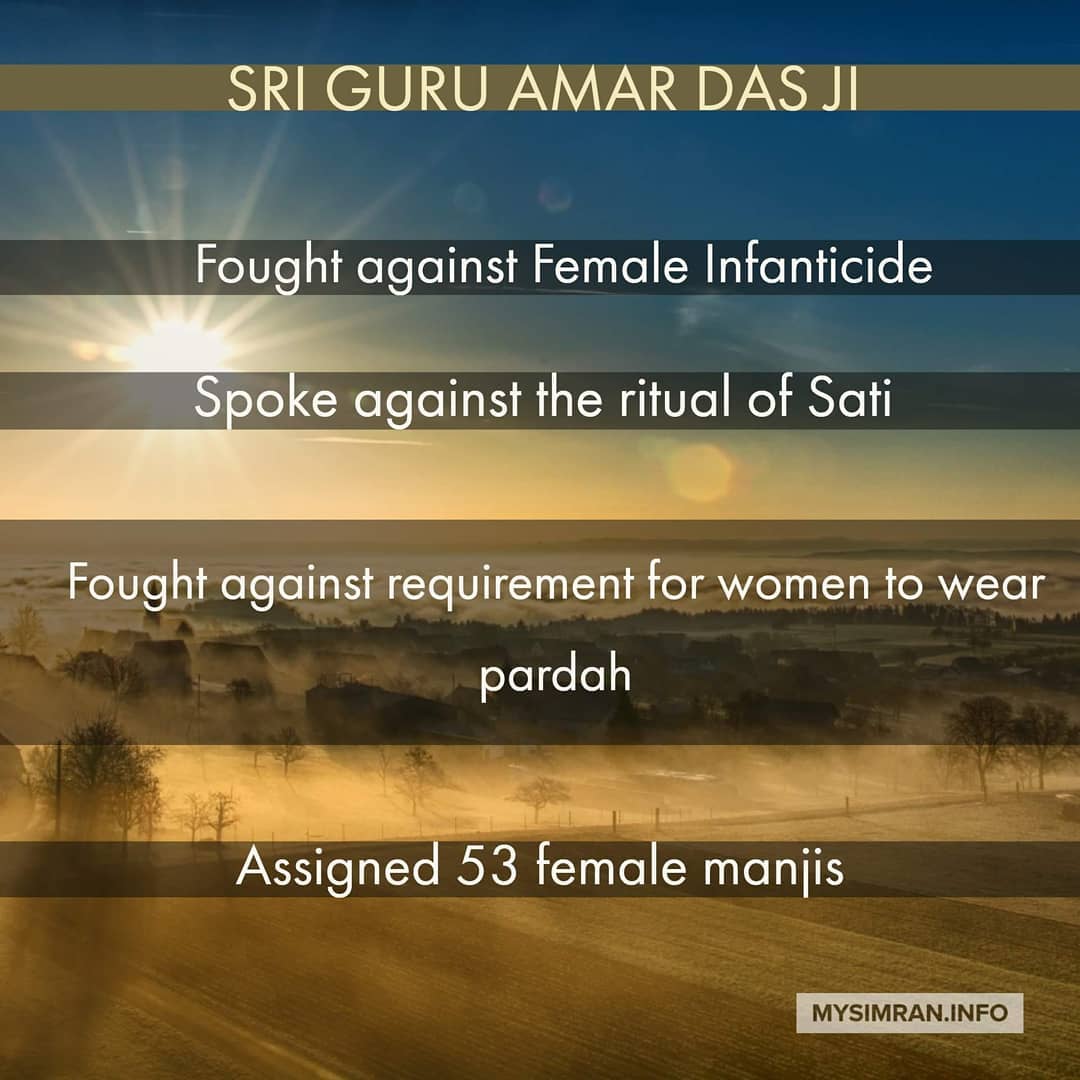 SRI GURU AMAR DAS JI
Fought against Female Infanticide
Spoke against the ritual of Sati
Fought against requirement for women to wear
pardah
Assigned 53 female manjis
MYSIMRAN.INFO